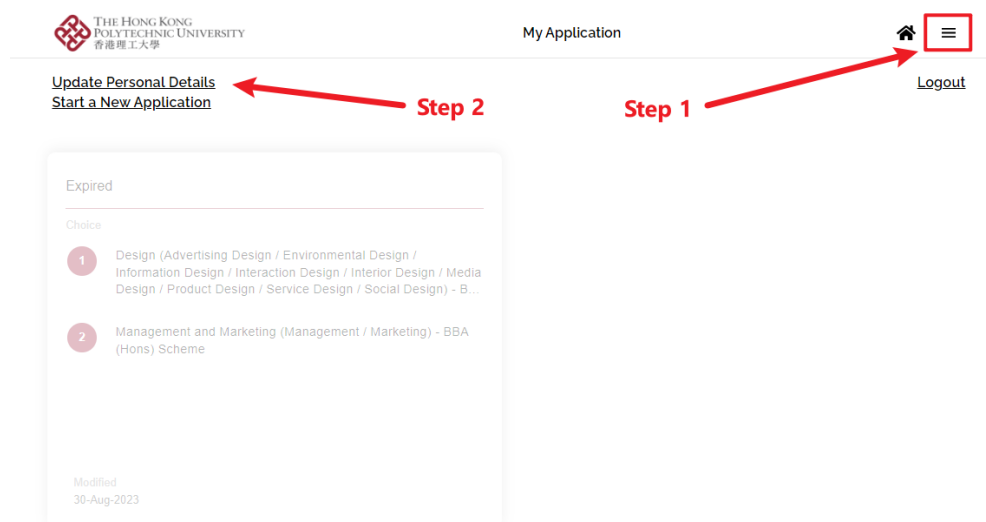 THE HONG KONG
POLYTECHNIC UNIVERSITY
香港理工大學
My Application
Update Personal Details
Start a New Application
Logout
Step 2
Step 1
Expired
Choice
1
Design (Advertising Design / Environmental Design /
Information Design / Interaction Design / Interior Design / Media
Design / Product Design / Service Design / Social Design) - B...
2
Management and Marketing (Management / Marketing) - BBA
(Hons) Scheme
Modified
30-Aug-2023